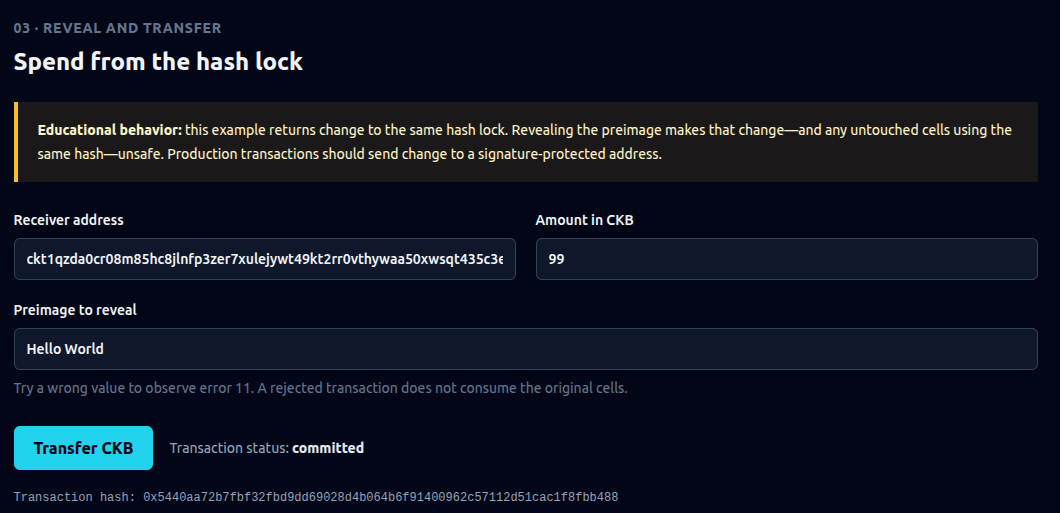 03 · REVEAL AND TRANSFER
Spend from the hash lock
Educational behavior: this example returns change to the same hash lock. Revealing the preimage makes that change—and any untouched cells using the
same hash—unsafe. Production transactions should send change to a signature-protected address.
Receiver address
Amount in CKB
ckt1qzda0cr08m85hc8jlnfp3zer7xulejywt49kt2rr0vthywaa50xwsqt435c3e
99
Preimage to reveal
Hello World
Try a wrong value to observe error 11. A rejected transaction does not consume the original cells.
Transfer CKB
Transaction status: committed
Transaction hash: 0x5440aa72b7fbf32fbd9dd69028d4b064b6f91400962c57112d51cac1f8fbb488